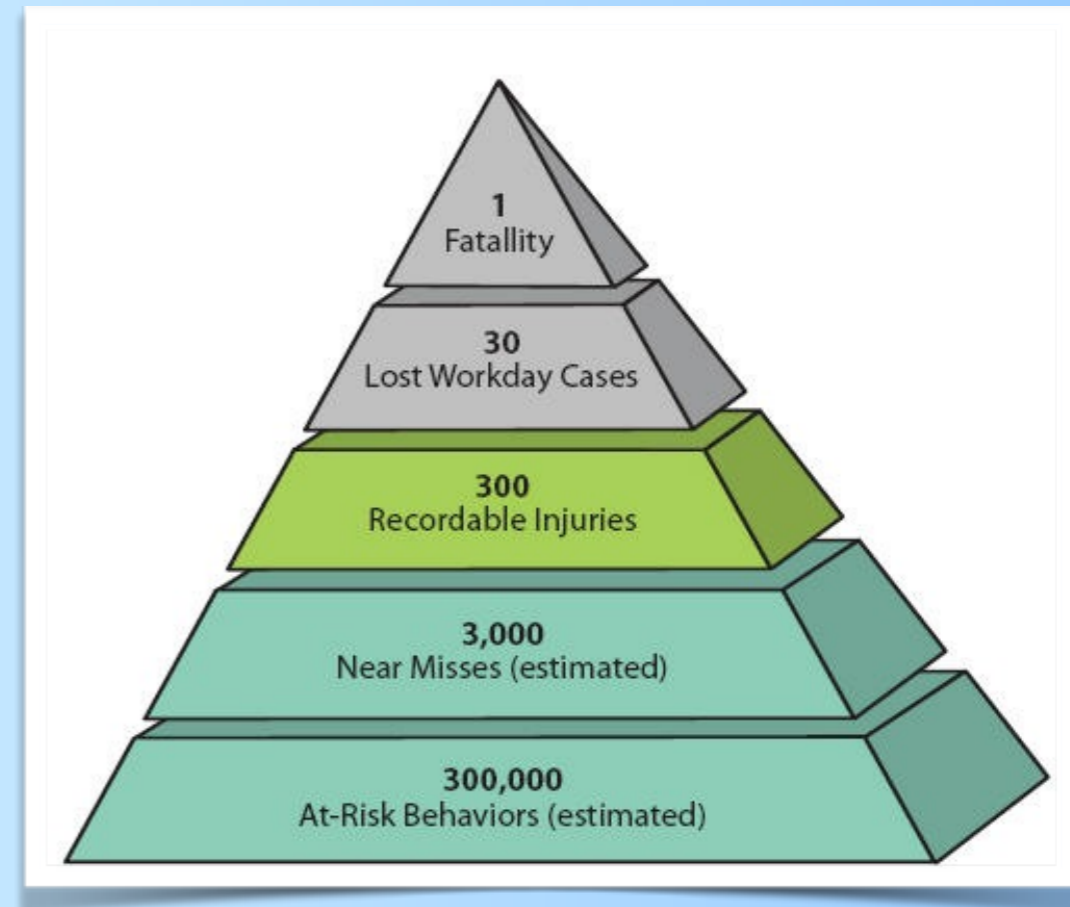 1
Fatallity
30
Lost Workday Cases
300
Recordable Injuries
3,000
Near Misses (estimated)
300,000
At-Risk Behaviors (estimated)